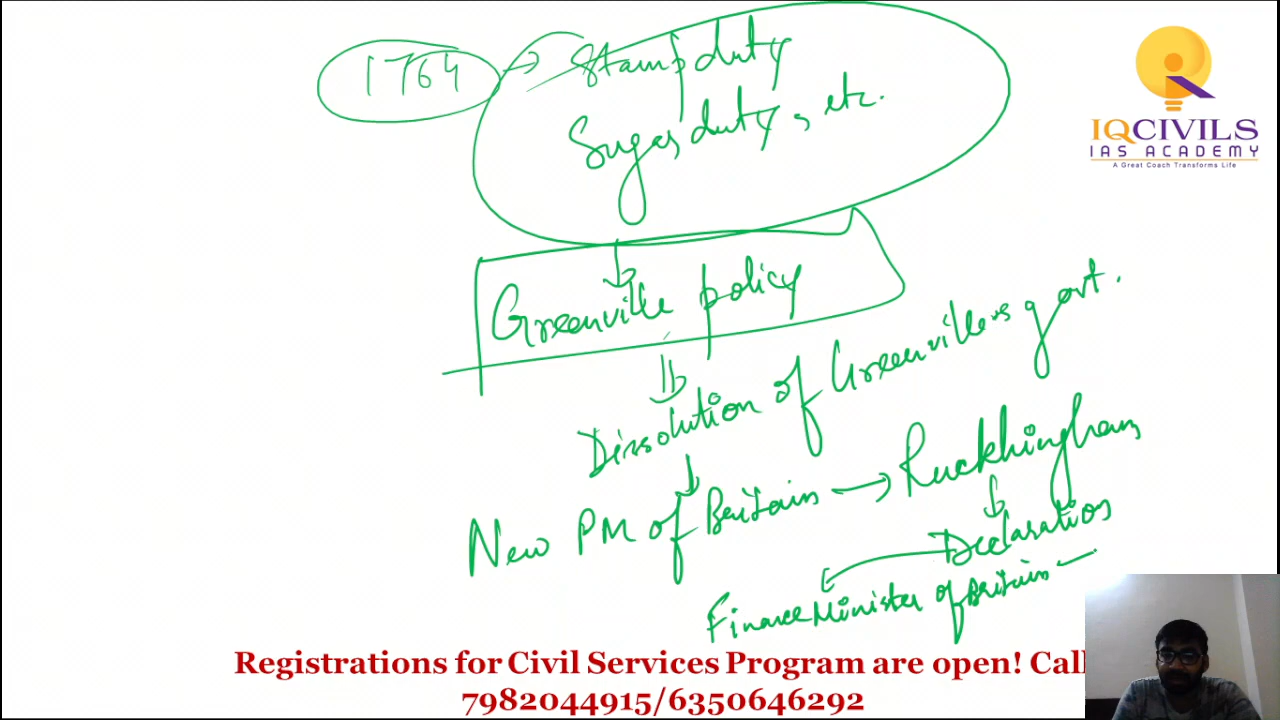 1764 → Stamp duty
Sugar duty, etc.
IQCIVILS
IAS ACADEMY
A Great Coach Transforms Life
Greenville policy
Dissolution of Greenville's govt.
New PM of Britain → Ruckhingham
Declaration
Finance Minister of Britain —
Registrations for Civil Services Program are open! Call
7982044915/6350646292